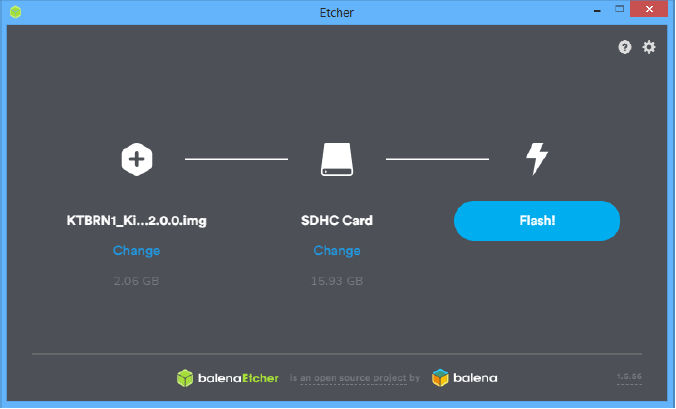 Etcher
KTBRN1_Ki...2.0.0.img
SDHC Card
Flash!
Change
Change
2.06 GB
15.93 GB
balenaEtcher is an open source project by balena
1.5.56